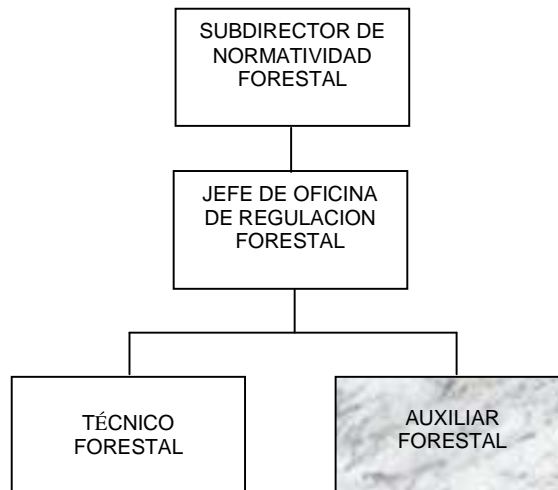 SUBDIRECTOR DE
NORMATIVIDAD
FORESTAL
JEFE DE OFICINA
DE REGULACION
FORESTAL
TÉCNICO
FORESTAL
AUXILIAR
FORESTAL